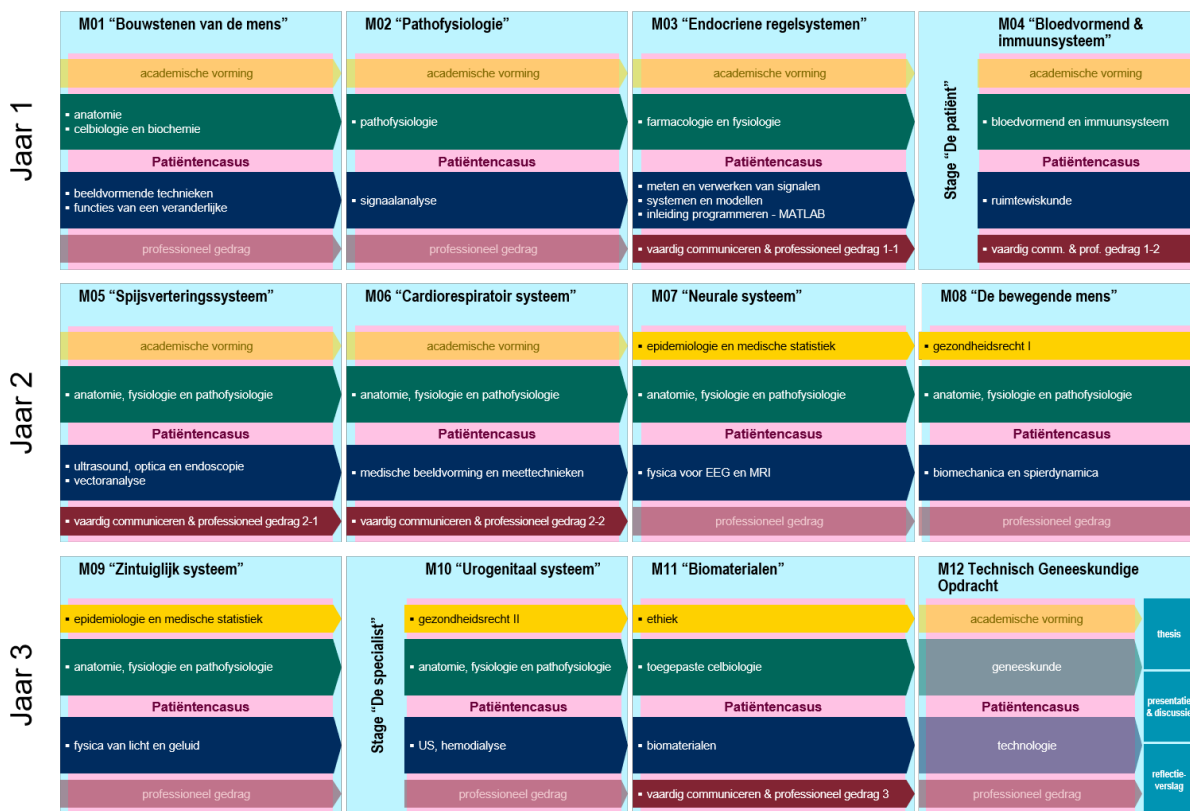 Jaar 1
M01 “Bouwstenen van de mens”
academische vorming
▪ anatomie
▪ celbiologie en biochemie
Patiëntencasus
▪ beeldvormende technieken
▪ functies van een veranderlijke
professioneel gedrag
M02 “Pathofysiologie”
academische vorming
▪ pathofysiologie
Patiëntencasus
▪ signaalanalyse
professioneel gedrag
M03 “Endocriene regelsystemen”
academische vorming
▪ farmacologie en fysiologie
Patiëntencasus
▪ meten en verwerken van signalen
▪ systemen en modellen
▪ inleiding programmeren - MATLAB
▪ vaardig communiceren & professioneel gedrag 1-1
Stage “De patiënt”
M04 “Bloedvormend &
immuunsysteem”
academische vorming
▪ bloedvormend en immuunsysteem
Patiëntencasus
▪ ruimtewiskunde
▪ vaardig comm. & prof. gedrag 1-2
Jaar 2
M05 “Spijsverteringssysteem”
academische vorming
▪ anatomie, fysiologie en pathofysiologie
Patiëntencasus
▪ ultrasound, optica en endoscopie
▪ vectoranalyse
▪ vaardig communiceren & professioneel gedrag 2-1
M06 “Cardiorespiratoir systeem”
academische vorming
▪ anatomie, fysiologie en pathofysiologie
Patiëntencasus
▪ medische beeldvorming en meettechnieken
▪ vaardig communiceren & professioneel gedrag 2-2
M07 “Neurale systeem”
▪ epidemiologie en medische statistiek
▪ anatomie, fysiologie en pathofysiologie
Patiëntencasus
▪ fysica voor EEG en MRI
professioneel gedrag
M08 “De bewegende mens”
▪ gezondheidsrecht I
▪ anatomie, fysiologie en pathofysiologie
Patiëntencasus
▪ biomechanica en spierdynamica
professioneel gedrag
Jaar 3
M09 “Zintuiglijk systeem”
▪ epidemiologie en medische statistiek
▪ anatomie, fysiologie en pathofysiologie
Patiëntencasus
▪ fysica van licht en geluid
professioneel gedrag
Stage “De specialist”
M10 “Urogenitaal systeem”
▪ gezondheidsrecht II
▪ anatomie, fysiologie en pathofysiologie
Patiëntencasus
▪ US, hemodialyse
professioneel gedrag
M11 “Biomaterialen”
▪ ethiek
▪ toegepaste celbiologie
Patiëntencasus
▪ biomaterialen
▪ vaardig communiceren & professioneel gedrag 3
M12 Technisch Geneeskundige
Opdracht
academische vorming
geneeskunde
Patiëntencasus
technologie
professioneel gedrag
thesis
presentatie
& discussie
reflectie-
verslag